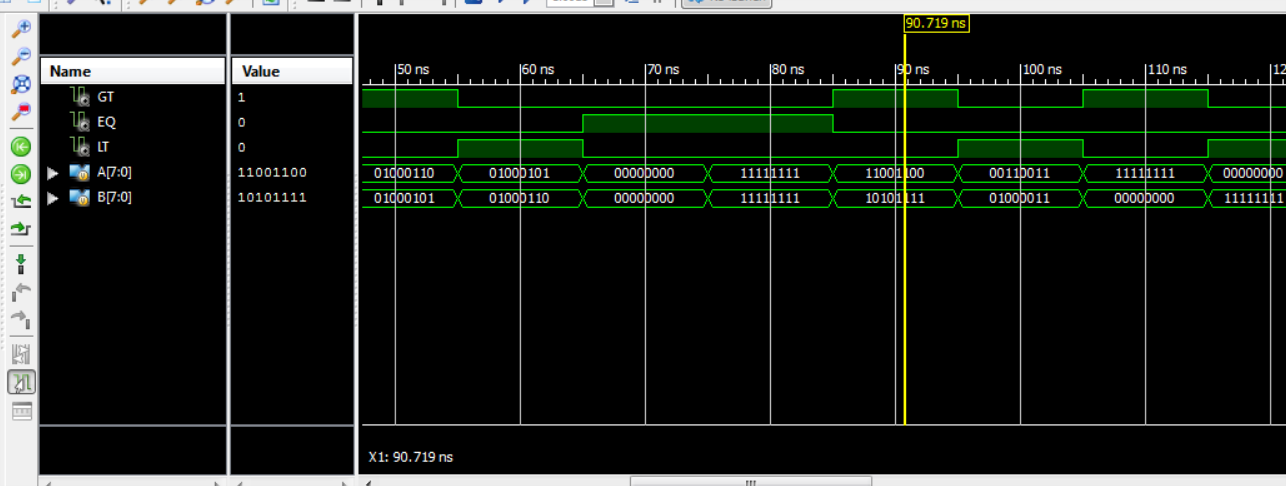 90.719 ns
Name Value
50 ns 60 ns 70 ns 80 ns 90 ns 100 ns 110 ns
GT 1
EQ 0
LT 0
A[7:0] 11001100 01000110 01000101 00000000 11111111 11001100 00110011 11111111 00000000
B[7:0] 10101111 01000101 01000110 00000000 11111111 10101111 01000011 00000000 11111111
X1: 90.719 ns